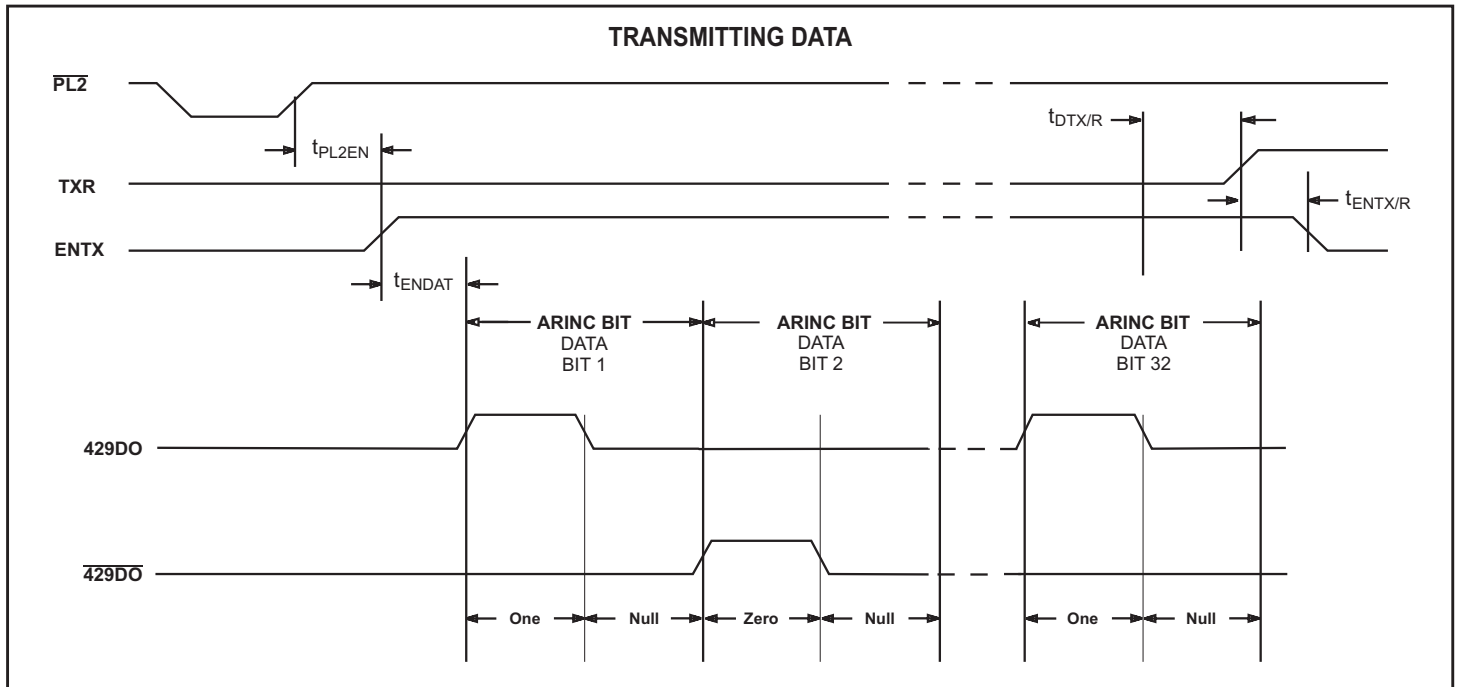 TRANSMITTING DATA
PL2
tDTX/R
tPL2EN
TXR
tENTX/R
ENTX
tENDAT
ARINC BIT ARINC BIT ARINC BIT
DATA DATA DATA
BIT 1 BIT 2 BIT 32
429DO
429DO
One Null Zero Null One Null